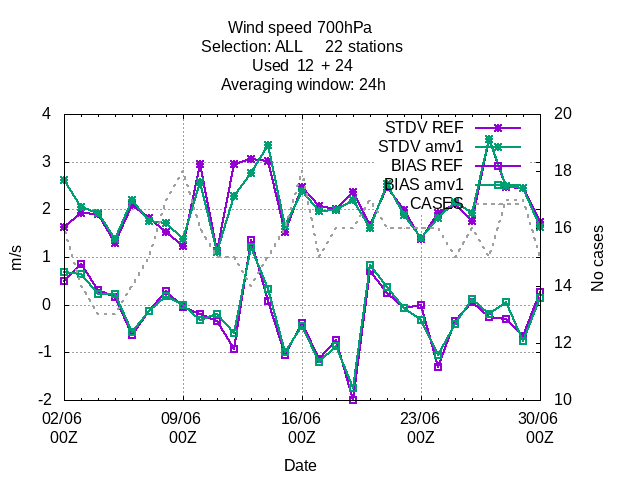 Wind speed 700hPa
Selection: ALL 22 stations
Used 12 + 24
Averaging window: 24h
4
3
2
1
0
-1
-2
m/s
20
18
16
14
12
10
No cases
STDV REF
STDV amv1
BIAS REF
BIAS amv1
CASES
02/06 09/06 16/06 23/06 30/06
00Z 00Z 00Z 00Z 00Z
Date